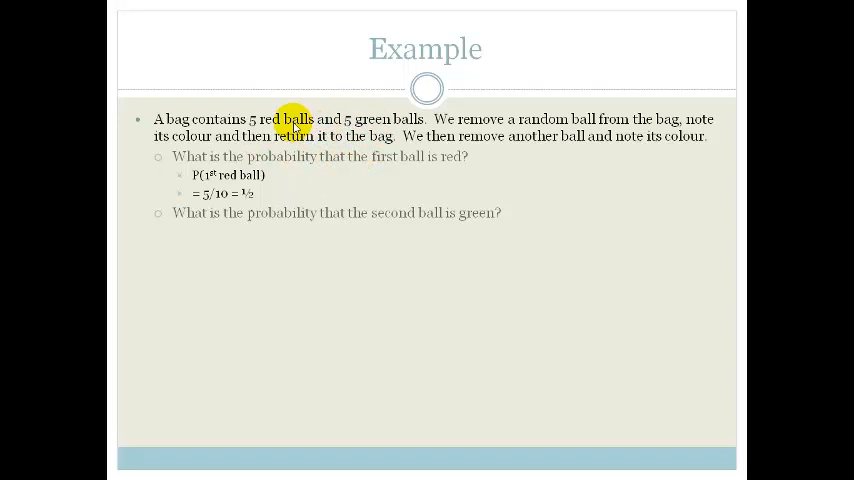 Example
A bag contains 5 red balls and 5 green balls. We remove a random ball from the bag, note
its colour and then return it to the bag. We then remove another ball and note its colour.
What is the probability that the first ball is red?
P(1st red ball)
= 5/10 = ½
What is the probability that the second ball is green?